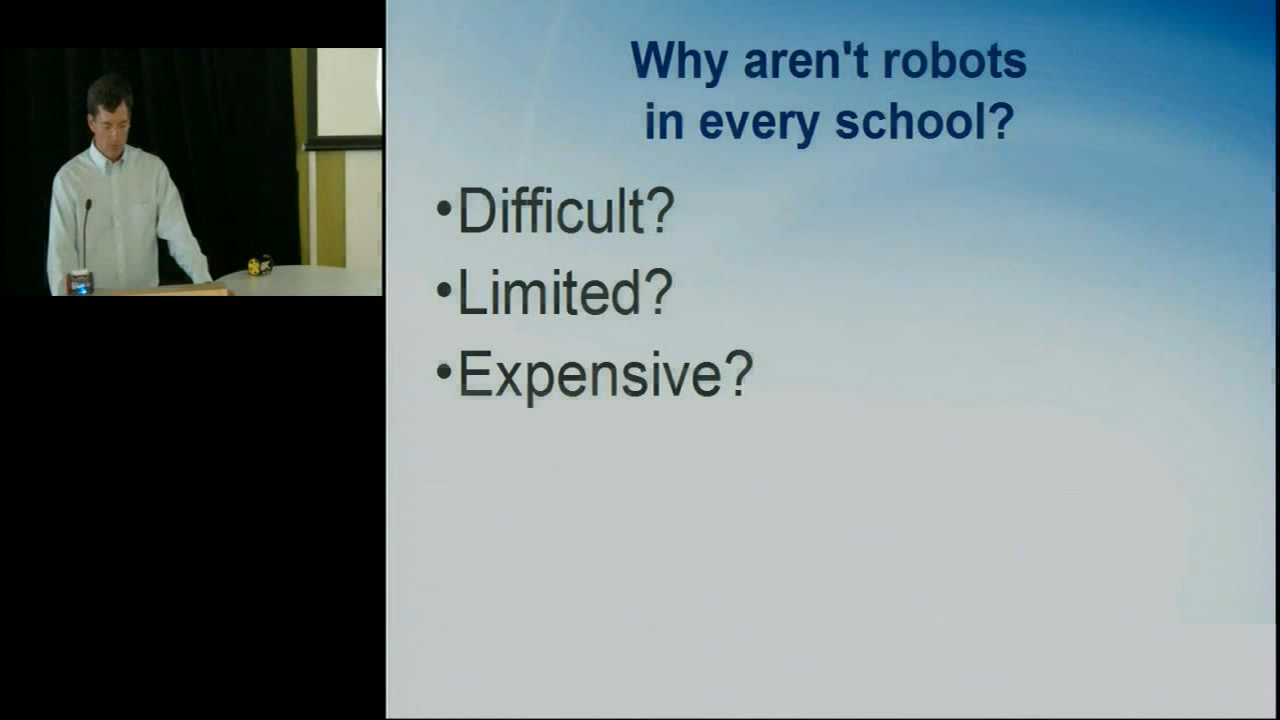 Why aren't robots
in every school?
•Difficult?
•Limited?
•Expensive?